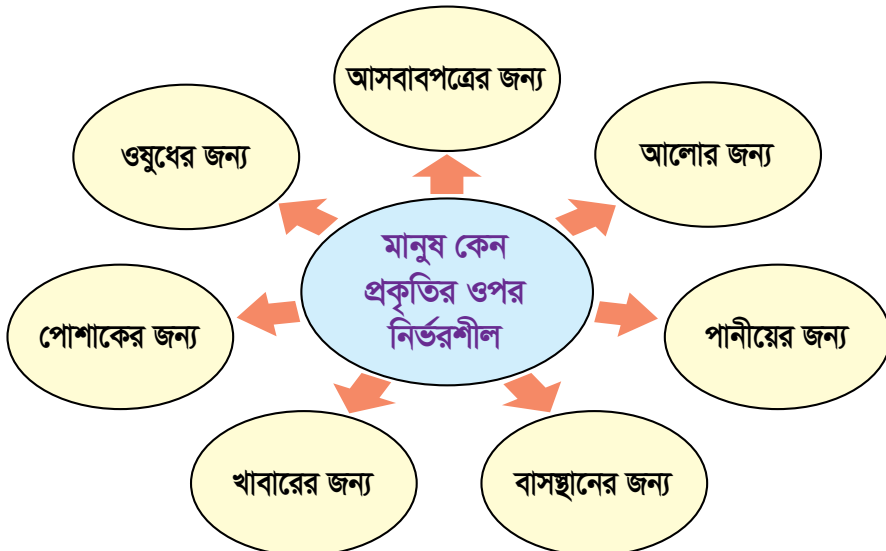 আসবাবপত্রের জন্য
ওষুধের জন্য
আলোর জন্য
মানুষ কেন
প্রকৃতির ওপর
নির্ভরশীল
পোশাকের জন্য
পানীয়ের জন্য
খাবারের জন্য
বাসস্থানের জন্য